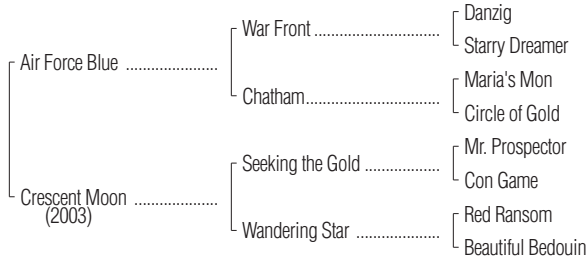 Danzig
War Front ..............................
Starry Dreamer
Air Force Blue ......................
Maria's Mon
Chatham................................
Circle of Gold
Mr. Prospector
Seeking the Gold ..................
Con Game
Crescent Moon ....................
(2003)
Red Ransom
Wandering Star ....................
Beautiful Bedouin